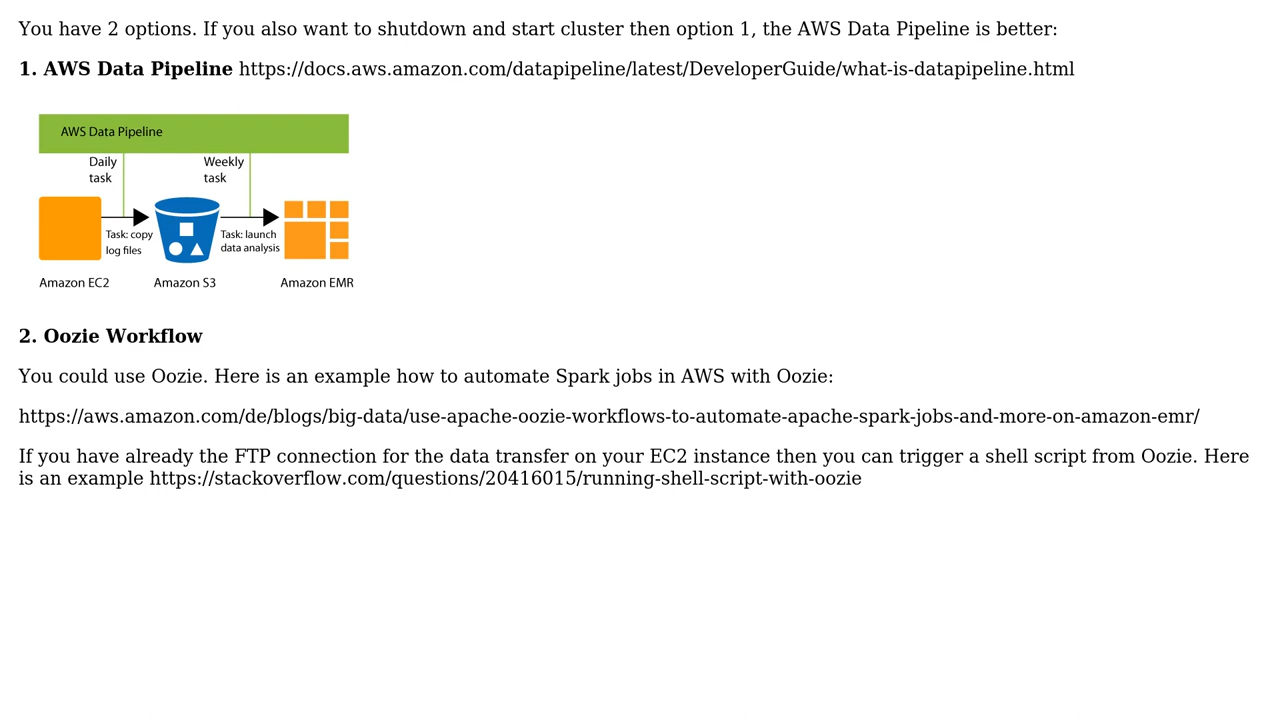 You have 2 options. If you also want to shutdown and start cluster then option 1, the AWS Data Pipeline is better:
1. AWS Data Pipeline https://docs.aws.amazon.com/datapipeline/latest/DeveloperGuide/what-is-datapipeline.html
AWS Data Pipeline
Daily
task
Weekly
task
Task: copy
log files
Task: launch
data analysis
Amazon EC2
Amazon S3
Amazon EMR
2. Oozie Workflow
You could use Oozie. Here is an example how to automate Spark jobs in AWS with Oozie:
https://aws.amazon.com/de/blogs/big-data/use-apache-oozie-workflows-to-automate-apache-spark-jobs-and-more-on-amazon-emr/
If you have already the FTP connection for the data transfer on your EC2 instance then you can trigger a shell script from Oozie. Here
is an example https://stackoverflow.com/questions/20416015/running-shell-script-with-oozie